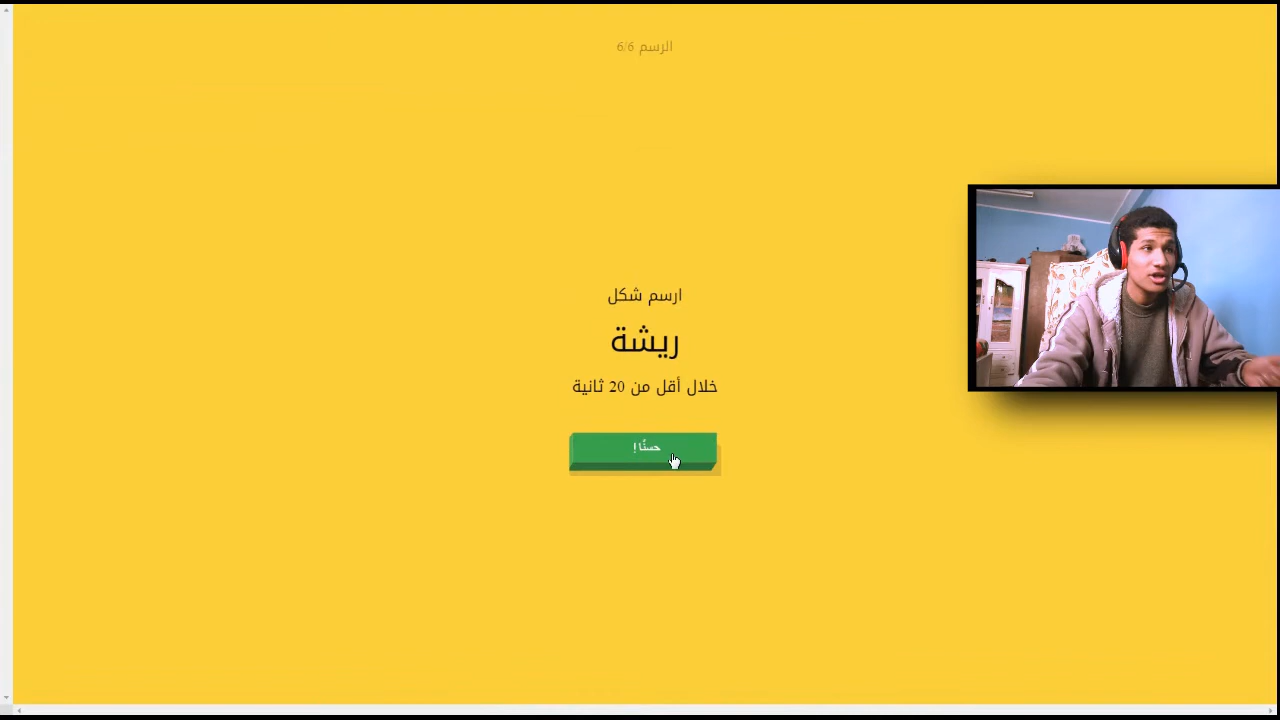 الرسم 6/6
ارسم شكل
ريشة
خلال أقل من 20 ثانية
حسنًا!